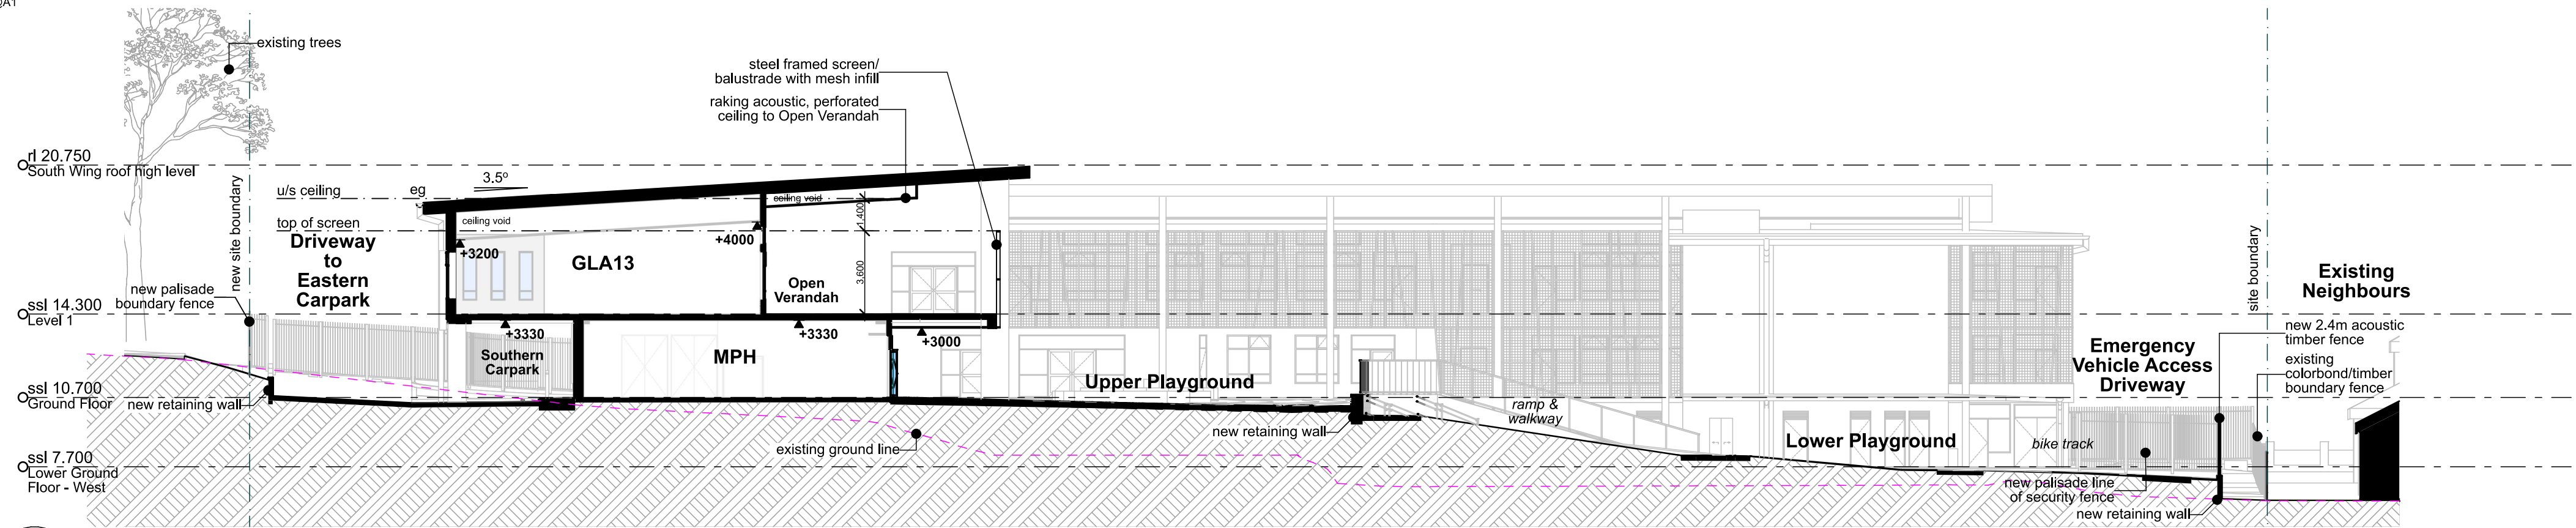 existing trees
steel framed screen/
balustrade with mesh infill
raking acoustic, perforated
ceiling to Open Verandah
rl 20.750
South Wing roof high level
new site boundary
u/s ceiling
eg
3.5º
ceiling void
ceiling void
1.400
top of screen
Driveway
to
Eastern
Carpark
+3200
+4000
GLA13
3.600
Open
Verandah
new palisade
boundary fence
ssl 14.300
Level 1
+3330
+3330
+3000
Southern
Carpark
MPH
Upper Playground
ssl 10.700
Ground Floor
new retaining wall
existing ground line
new retaining wall
ramp &
walkway
Lower Playground
bike track
Emergency
Vehicle Access
Driveway
site boundary
Existing
Neighbours
new 2.4m acoustic
timber fence
existing
colorbond/timber
boundary fence
ssl 7.700
Lower Ground
Floor - West
new palisade line
of security fence
new retaining wall